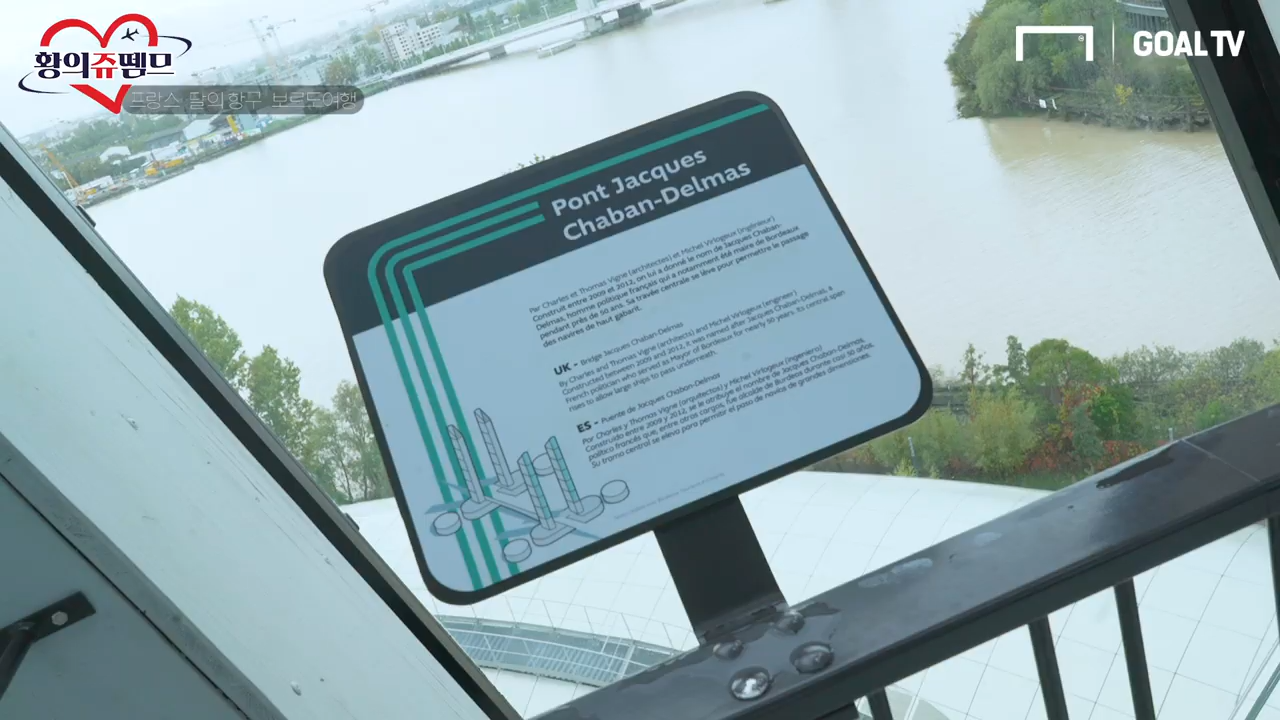 황의쥬뗌므
프랑스 달의 항구, 보르도여행
GOAL TV
Pont Jacques
Chaban-Delmas
Par Charles et Thomas Vigne (architectes) et Michel Virlogeux (ingénieur)
Construit entre 2009 et 2012, on lui a donné le nom de Jacques Chaban-
Delmas, homme politique français qui a notamment été maire de Bordeaux
pendant près de 50 ans. Sa travée centrale se lève pour permettre le passage
des navires de haut gabarit.
UK - Bridge Jacques Chaban-Delmas
By Charles and Thomas Vigne (architects) and Michel Virlogeux (engineer)
Constructed between 2009 and 2012, it was named after Jacques Chaban-Delmas, a
French politician who served as Mayor of Bordeaux for nearly 50 years. Its central span
rises to allow large ships to pass underneath.
ES - Puente de Jacques Chaban-Delmas
Por Charles y Thomas Vigne (arquitectos) y Michel Virlogeux (ingeniero)
Construido entre 2009 y 2012, se le atribuye el nombre de Jacques Chaban-Delmas,
político francés que, entre otros cargos, fue alcalde de Burdeos durante casi 50 años.
Su tramo central se eleva para permitir el paso de navíos de grandes dimensiones.